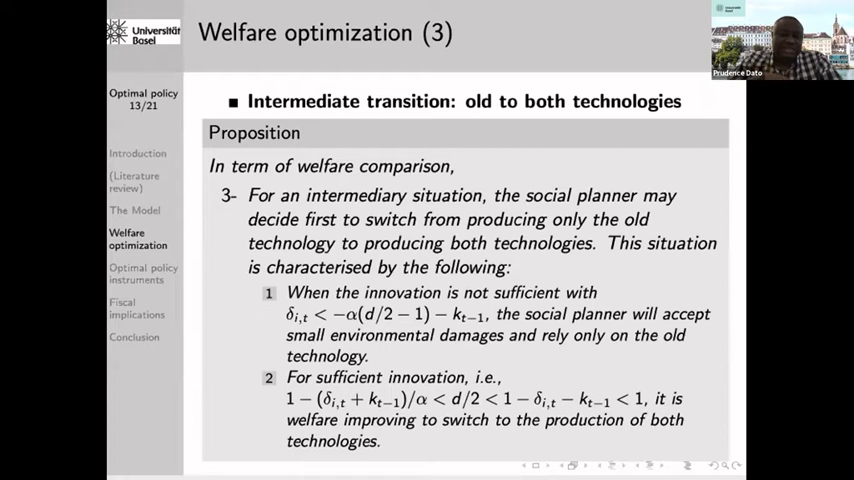 Universität
Basel
Welfare optimization (3)
Prudence Dato
Optimal policy
13/21
Introduction
(Literature
review)
The Model
Welfare
optimization
Optimal policy
instruments
Fiscal
implications
Conclusion
■ Intermediate transition: old to both technologies
Proposition
In term of welfare comparison,
3- For an intermediary situation, the social planner may
decide first to switch from producing only the old
technology to producing both technologies. This situation
is characterised by the following:
1 When the innovation is not sufficient with
δi,t < −α(d/2 − 1) − kt−1, the social planner will accept
small environmental damages and rely only on the old
technology.
2 For sufficient innovation, i.e.,
1 − (δi,t + kt−1)/α < d/2 < 1 − δi,t − kt−1 < 1, it is
welfare improving to switch to the production of both
technologies.